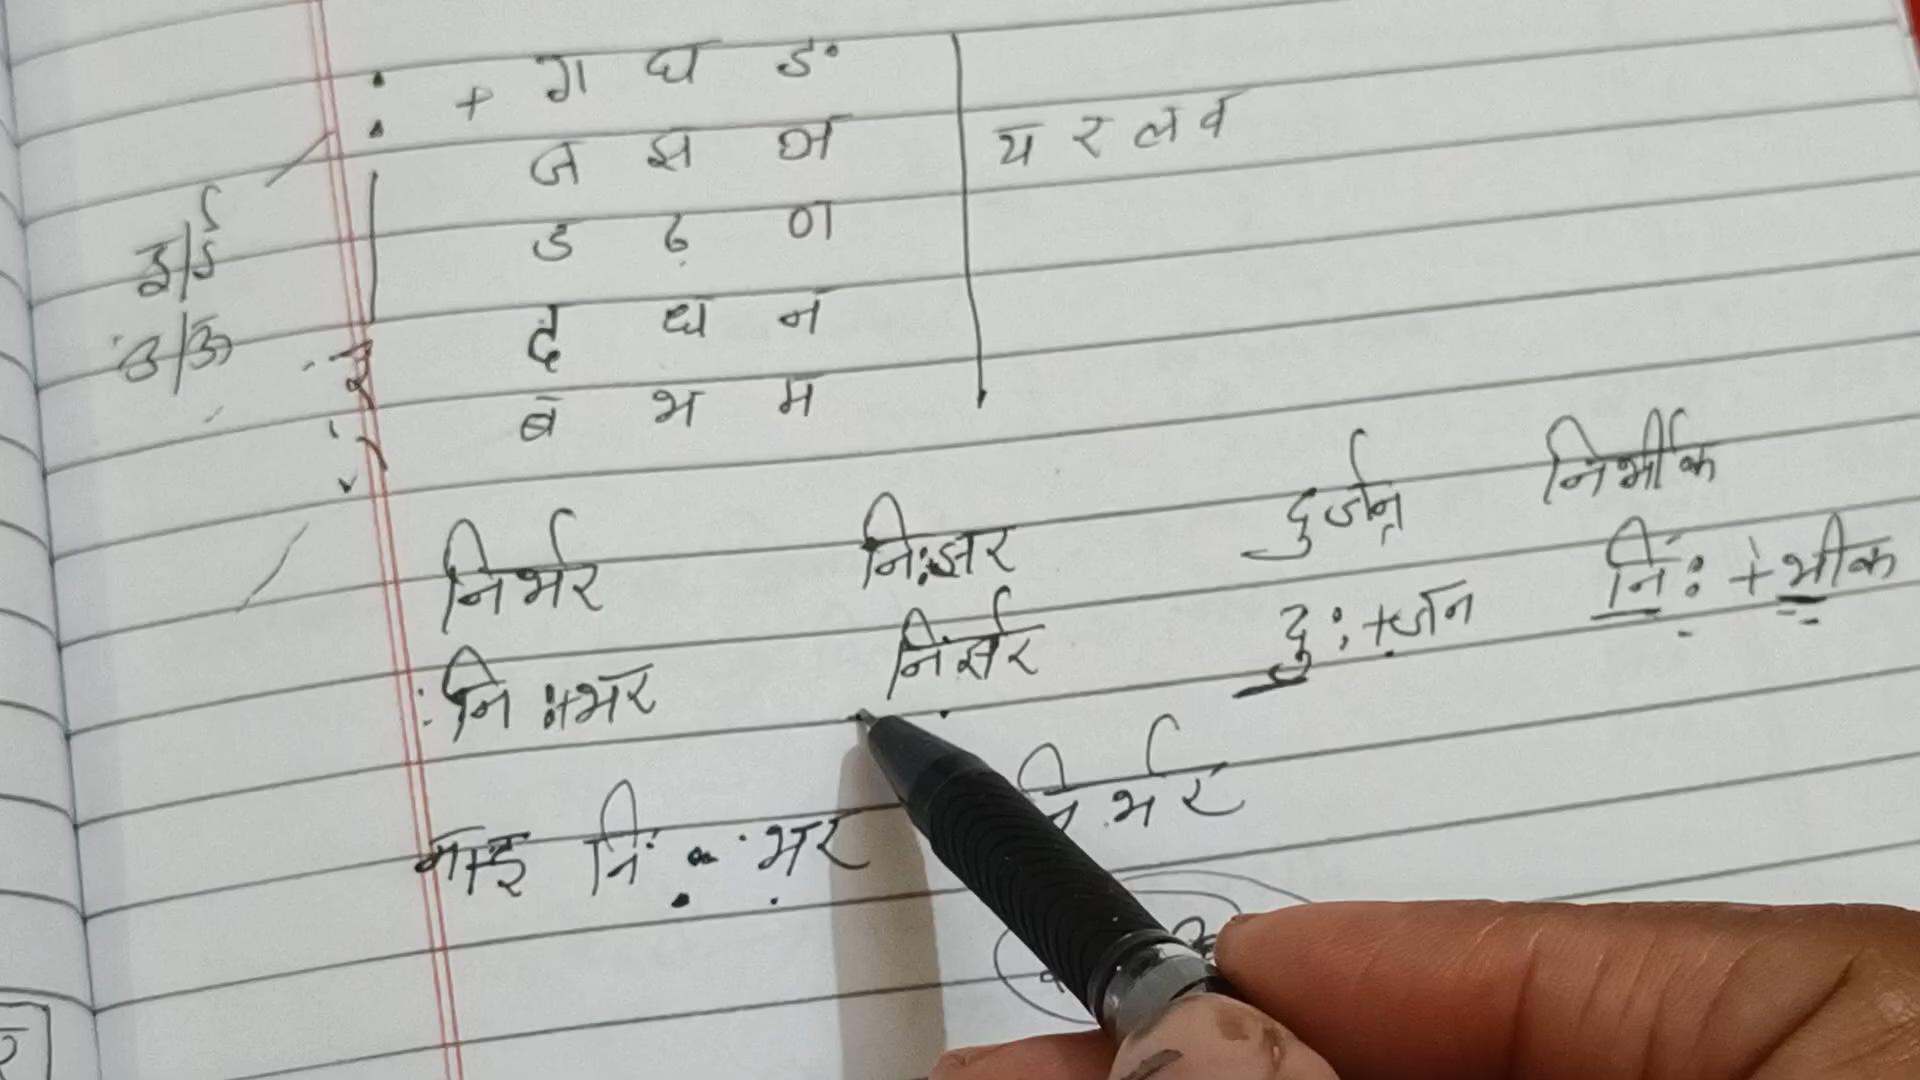 : + ग घ ङ
ज झ ञ य र ल व
इ/ई ड ढ़ ण
उ/ऊ र् द ध न
ब भ म
निर्भर निःझर दुर्जन निर्भीक
निः+भर निर्झर दुः+जन निः+भीक
न+इ नि : भर निर्भर